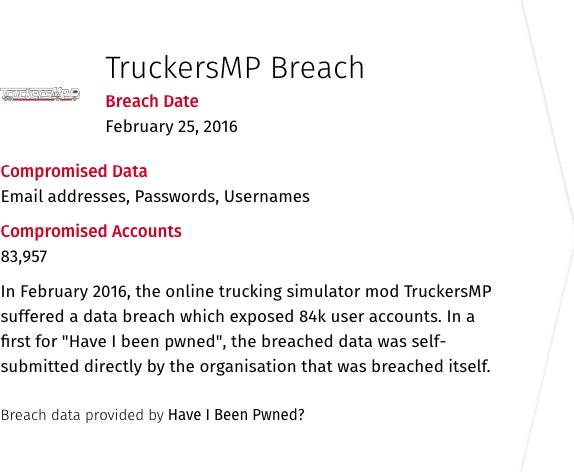 TruckersMP Breach
TruckersMP
Breach Date
February 25, 2016
Compromised Data
Email addresses, Passwords, Usernames
Compromised Accounts
83,957
In February 2016, the online trucking simulator mod TruckersMP
suffered a data breach which exposed 84k user accounts. In a
first for "Have I been pwned", the breached data was self-
submitted directly by the organisation that was breached itself.
Breach data provided by Have I Been Pwned?